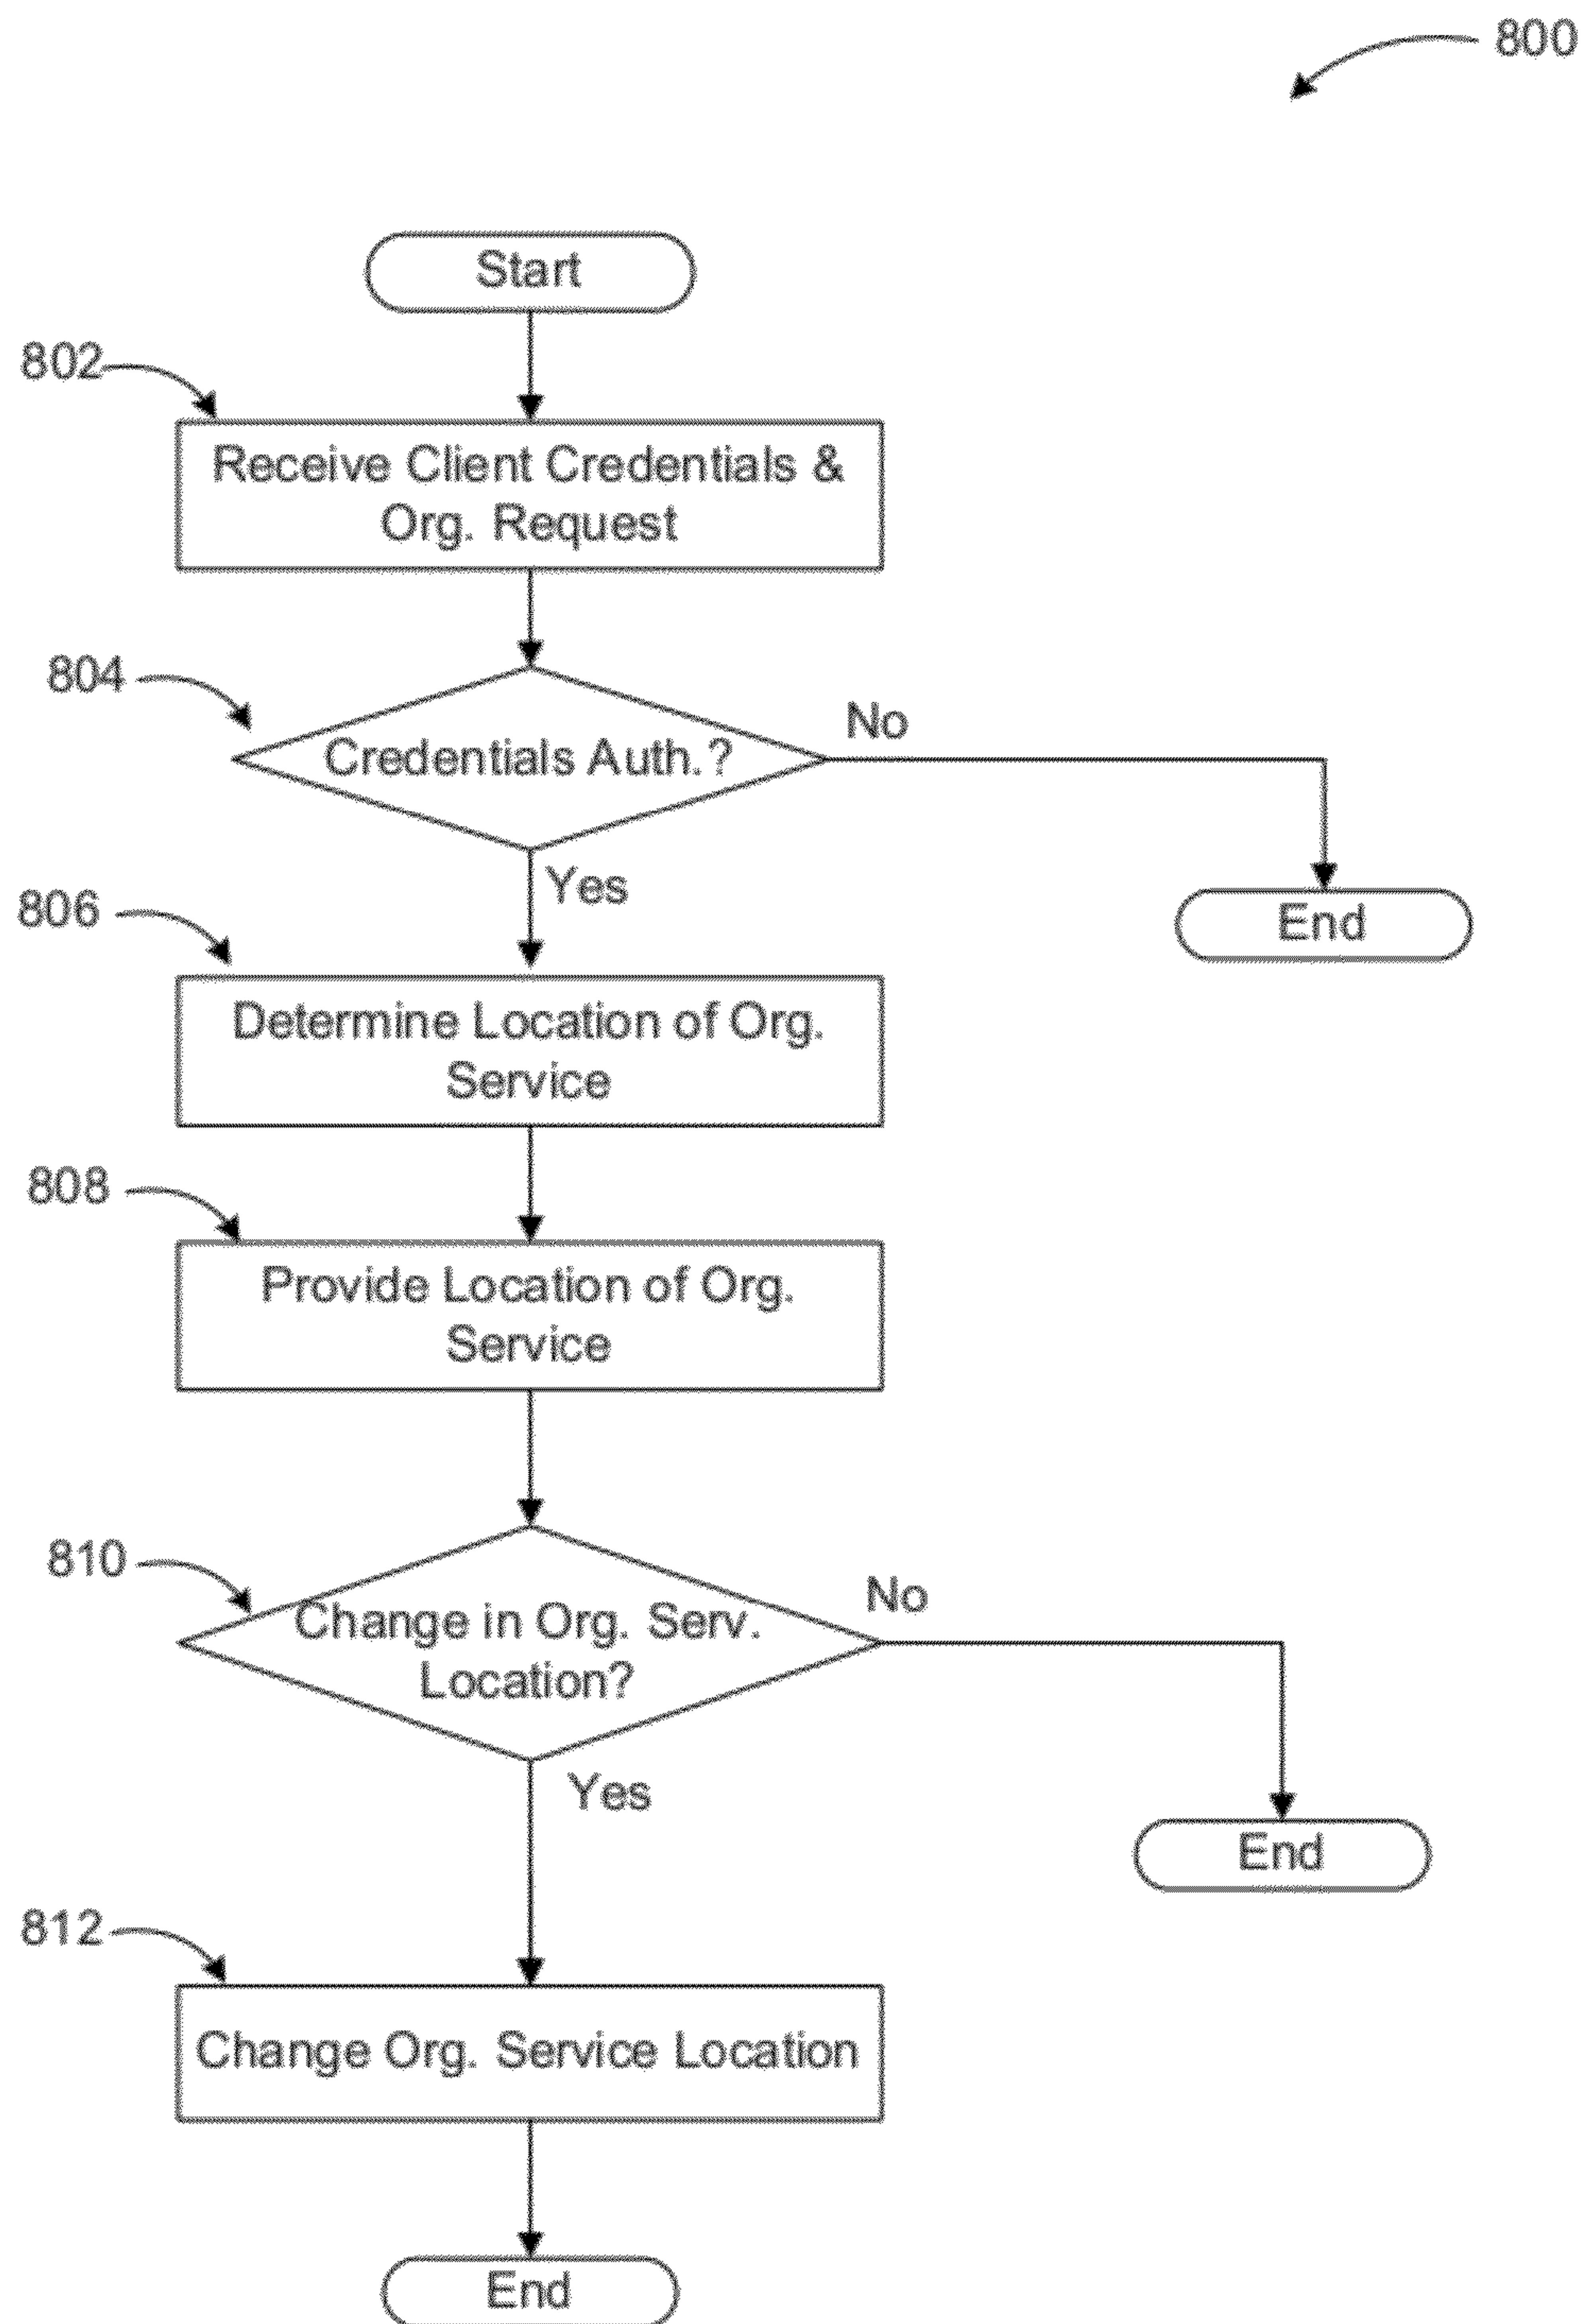 800
Start
802
Receive Client Credentials &
Org. Request
804
Credentials Auth.?
No
Yes
End
806
Determine Location of Org.
Service
808
Provide Location of Org.
Service
810
Change in Org. Serv.
Location?
No
Yes
End
812
Change Org. Service Location
End